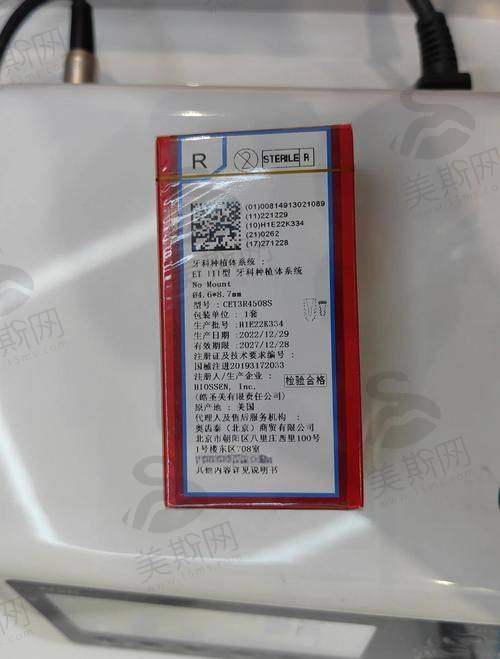 R
2
STERILE R
(01)00814913021089
(11)221229
(10)H1E22K334
(21)0262
(17)271228
牙科种植体系统：
ET III型 牙科种植体系统
No Mount
Ø4.6*8.7mm
型号：CET3R4508S
包装单位：1套
生产批号：H1E22K334
生产日期：2022/12/29
有效期限：2027/12/28
注册证及技术要求编号：
国械注进20193172033
注册人/生产企业：
HIOSSEN, Inc.
检验合格
(皓圣美有限责任公司)
原产地：美国
代理人及售后服务机构：
奥齿泰（北京）商贸有限公司
北京市朝阳区八里庄西里100号
1号楼东区708室
其他内容详见说明书
美斯网
美斯网
美斯网